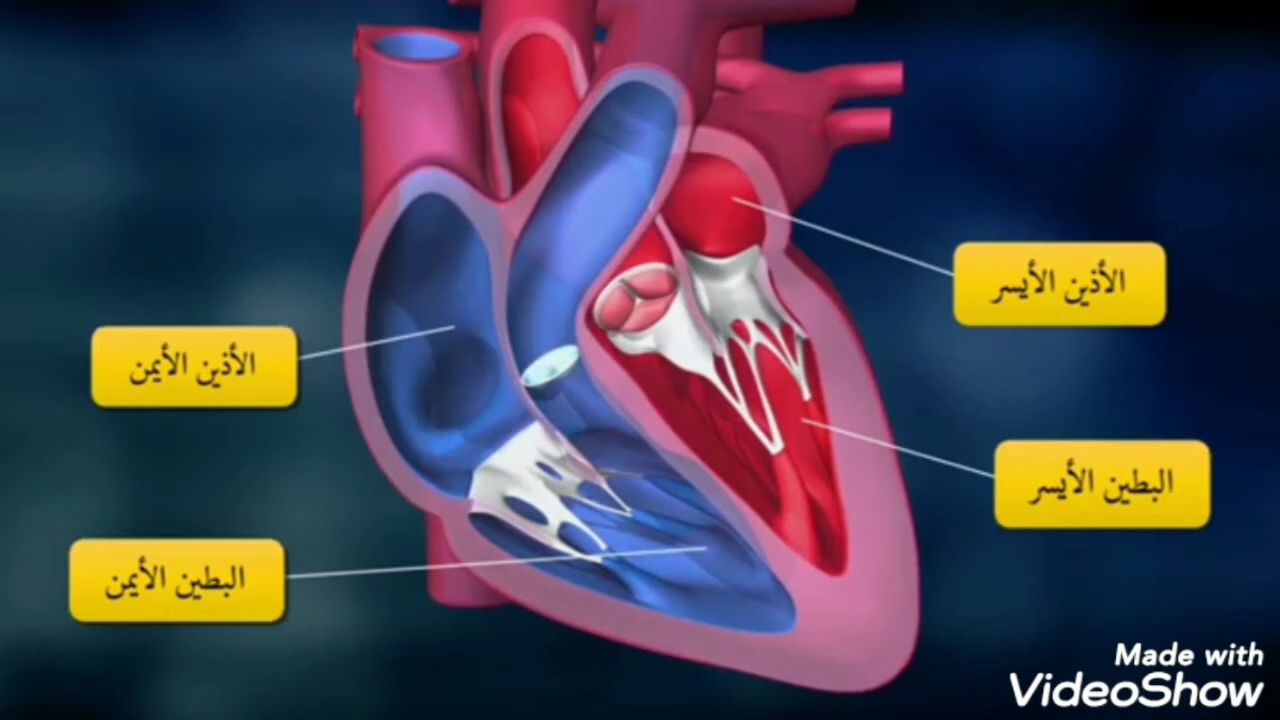 الأذين الأيسر
الأذين الأيمن
البطين الأيسر
البطين الأيمن
Made with
VideoShow